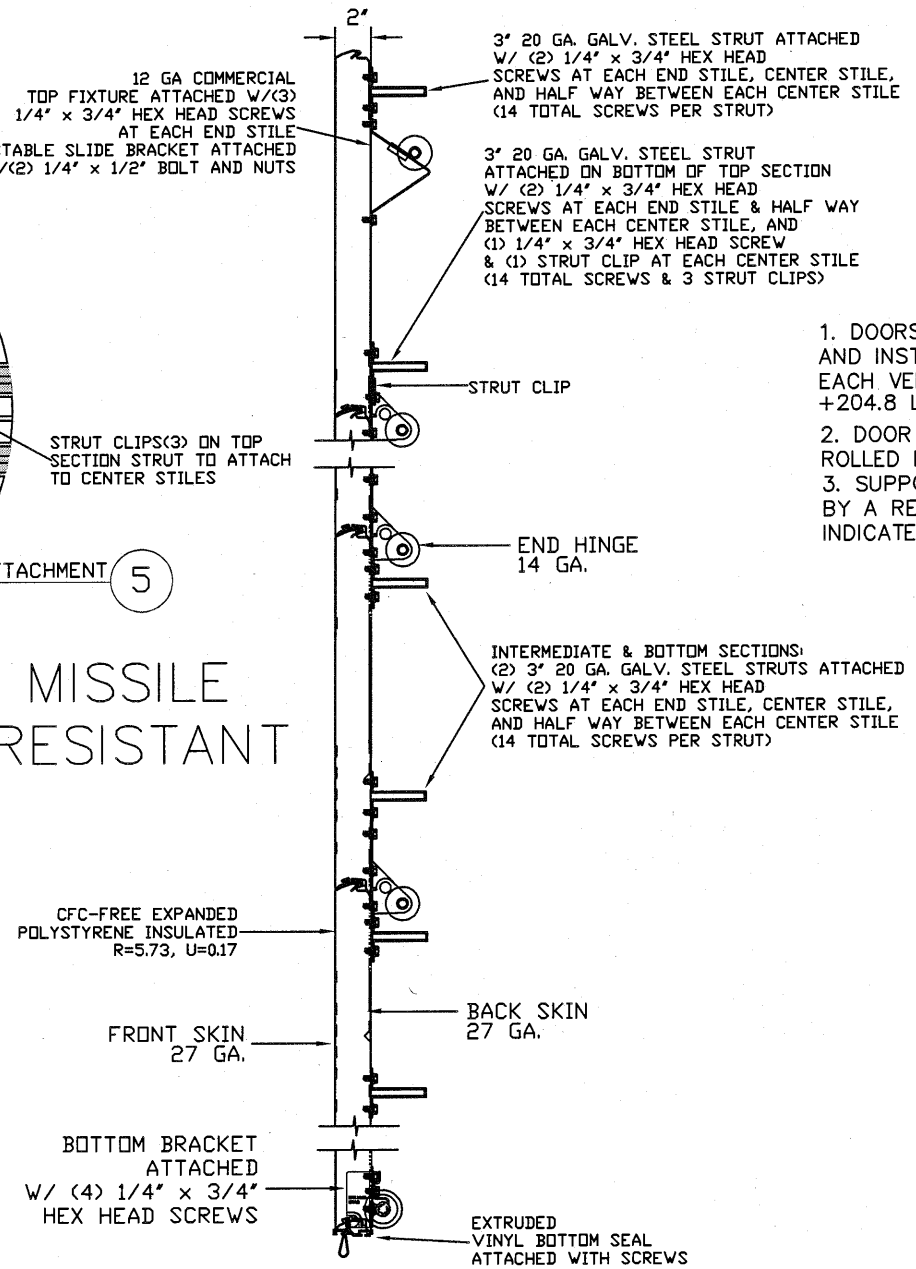 2"
12 GA COMMERCIAL
TOP FIXTURE ATTACHED W/(3)
1/4" x 3/4" HEX HEAD SCREWS
AT EACH END STILE
SLIDE BRACKET ATTACHED
(2) 1/4" x 1/2" BOLT AND NUTS
3" 20 GA. GALV. STEEL STRUT ATTACHED
W/ (2) 1/4" x 3/4" HEX HEAD
SCREWS AT EACH END STILE, CENTER STILE,
AND HALF WAY BETWEEN EACH CENTER STILE
(14 TOTAL SCREWS PER STRUT)
3" 20 GA. GALV. STEEL STRUT
ATTACHED ON BOTTOM OF TOP SECTION
W/ (2) 1/4" x 3/4" HEX HEAD
SCREWS AT EACH END STILE & HALF WAY
BETWEEN EACH CENTER STILE, AND
(1) 1/4" x 3/4" HEX HEAD SCREW
& (1) STRUT CLIP AT EACH CENTER STILE
(14 TOTAL SCREWS & 3 STRUT CLIPS)
1. DOORS
AND INST
EACH VE
+204.8 L
2. DOOR
ROLLED
3. SUPPO
BY A RE
INDICATE
STRUT CLIP
STRUT CLIPS(3) ON TOP
SECTION STRUT TO ATTACH
TO CENTER STILES
END HINGE
14 GA.
TTACHMENT 5
MISSILE
RESISTANT
INTERMEDIATE & BOTTOM SECTIONS:
(2) 3" 20 GA. GALV. STEEL STRUTS ATTACHED
W/ (2) 1/4" x 3/4" HEX HEAD
SCREWS AT EACH END STILE, CENTER STILE,
AND HALF WAY BETWEEN EACH CENTER STILE
(14 TOTAL SCREWS PER STRUT)
CFC-FREE EXPANDED
POLYSTYRENE INSULATED
R=5.73, U=0.17
BACK SKIN
27 GA.
FRONT SKIN
27 GA.
BOTTOM BRACKET
ATTACHED
W/ (4) 1/4" x 3/4"
HEX HEAD SCREWS
EXTRUDED
VINYL BOTTOM SEAL
ATTACHED WITH SCREWS